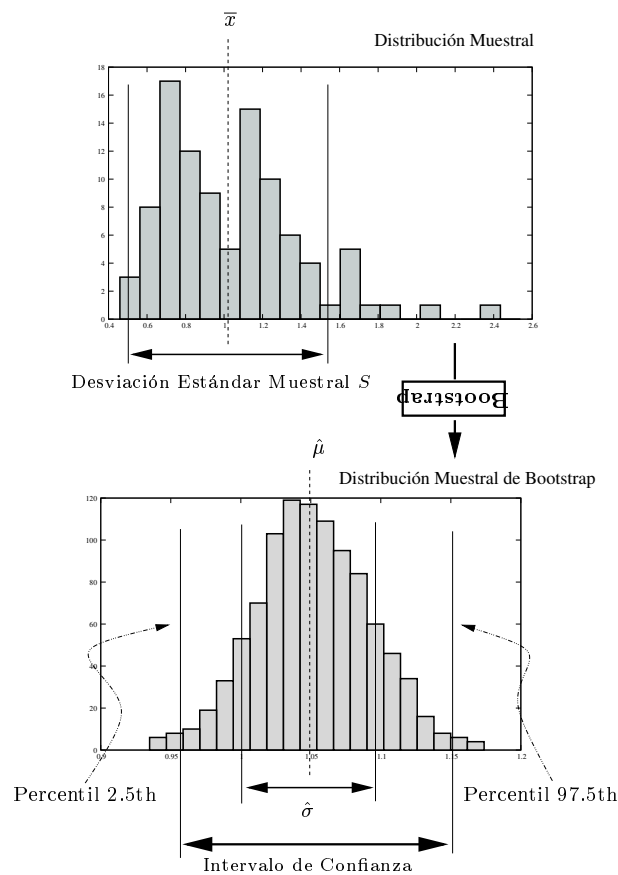 x̅
Distribución Muestral
18
16
14
12
10
8
6
4
2
0
0.4 0.6 0.8 1 1.2 1.4 1.6 1.8 2 2.2 2.4 2.6
Desviación Estándar Muestral S
Bootstrap
μ̂
Distribución Muestral de Bootstrap
120
100
80
60
40
20
0
0.9 0.95 1 1.05 1.1 1.15 1.2
Percentil 2.5th
Percentil 97.5th
σ̂
Intervalo de Confianza